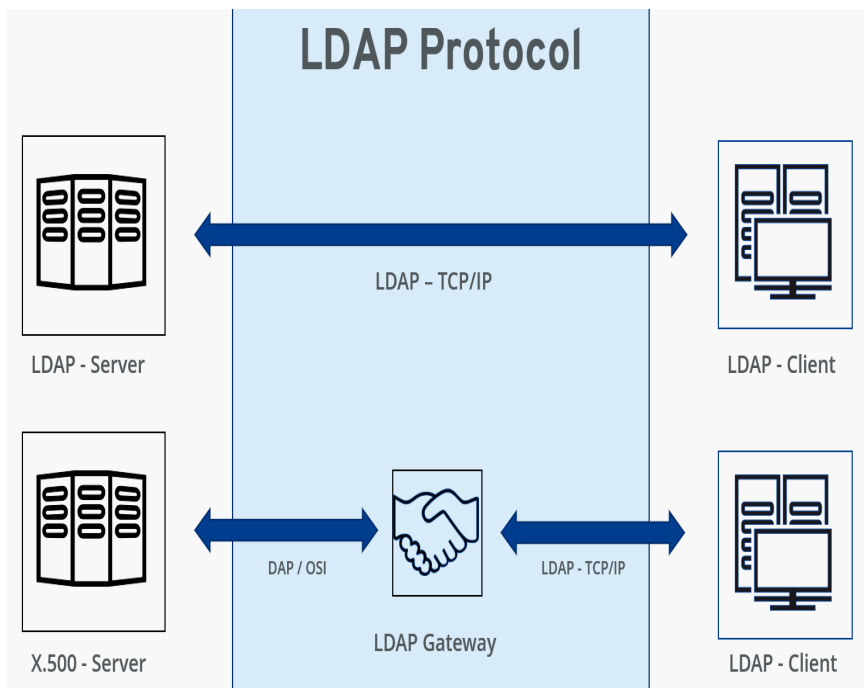 LDAP Protocol
LDAP – TCP/IP
LDAP - Server
LDAP - Client
DAP / OSI
LDAP - TCP/IP
LDAP Gateway
X.500 - Server
LDAP - Client